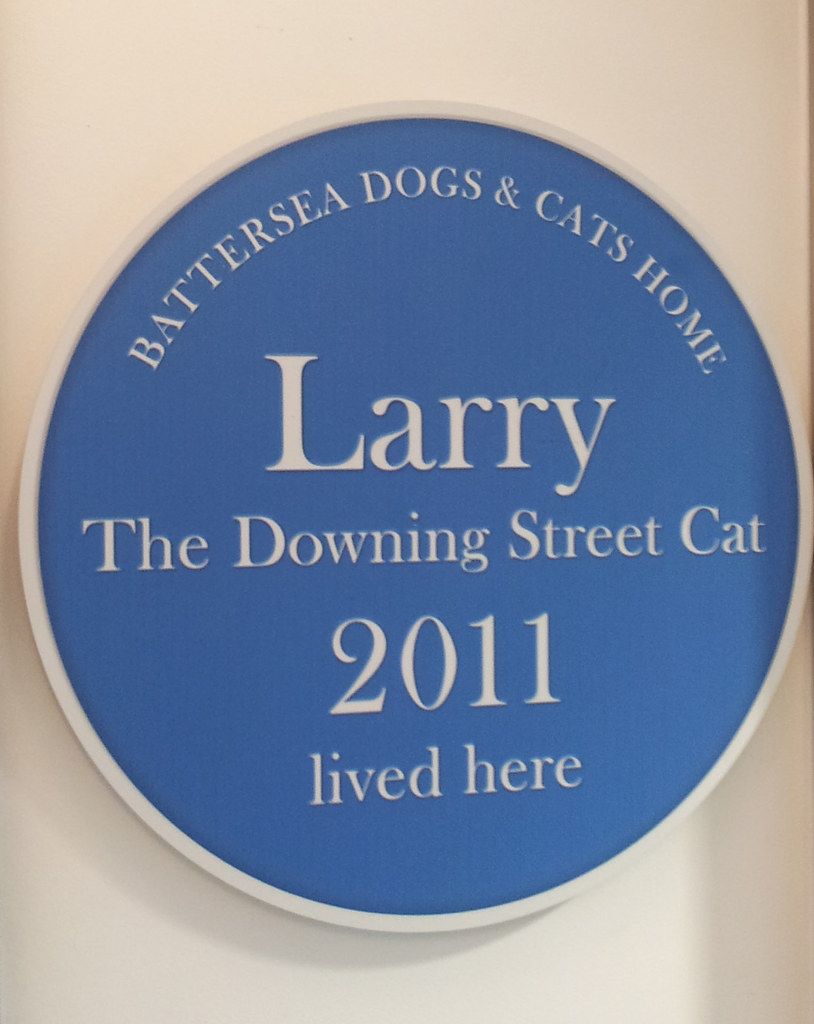 BATTERSEA DOGS & CATS HOME
Larry
The Downing Street Cat
2011
lived here